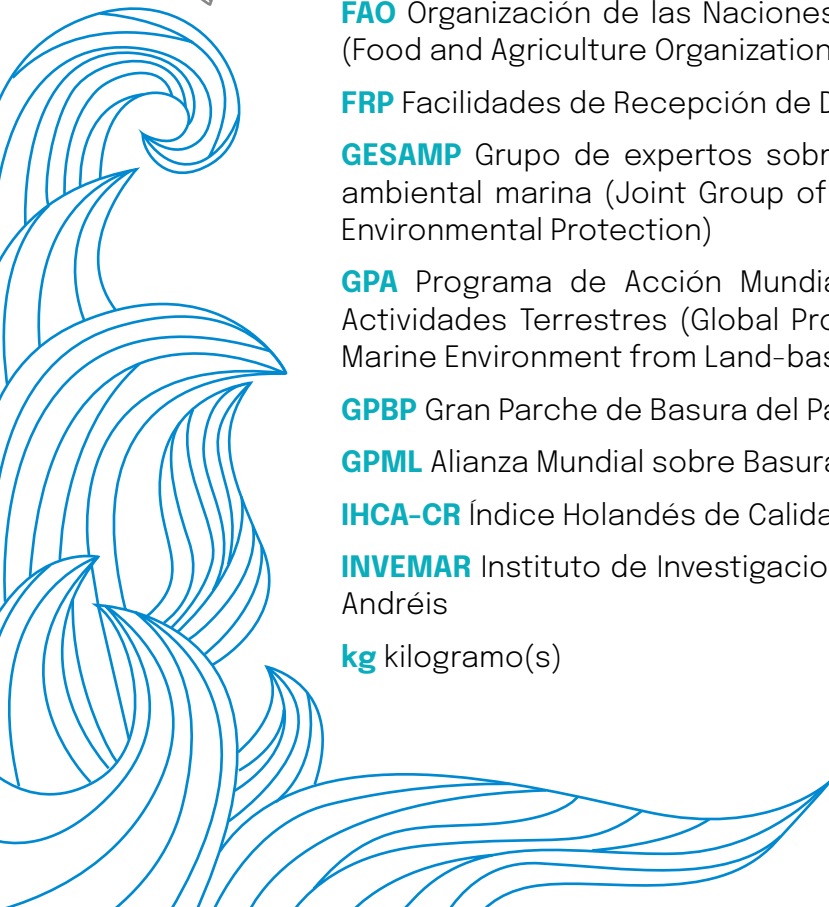 FAO Organización de las Naciones
(Food and Agriculture Organization
FRP Facilidades de Recepción de
GESAMP Grupo de expertos sobr
ambiental marina (Joint Group of
Environmental Protection)
GPA Programa de Acción Mundia
Actividades Terrestres (Global Pro
Marine Environment from Land-bas
GPBP Gran Parche de Basura del Pa
GPML Alianza Mundial sobre Basura
IHCA-CR Índice Holandés de Calida
INVEMAR Instituto de Investigacio
Andréis
kg kilogramo(s)